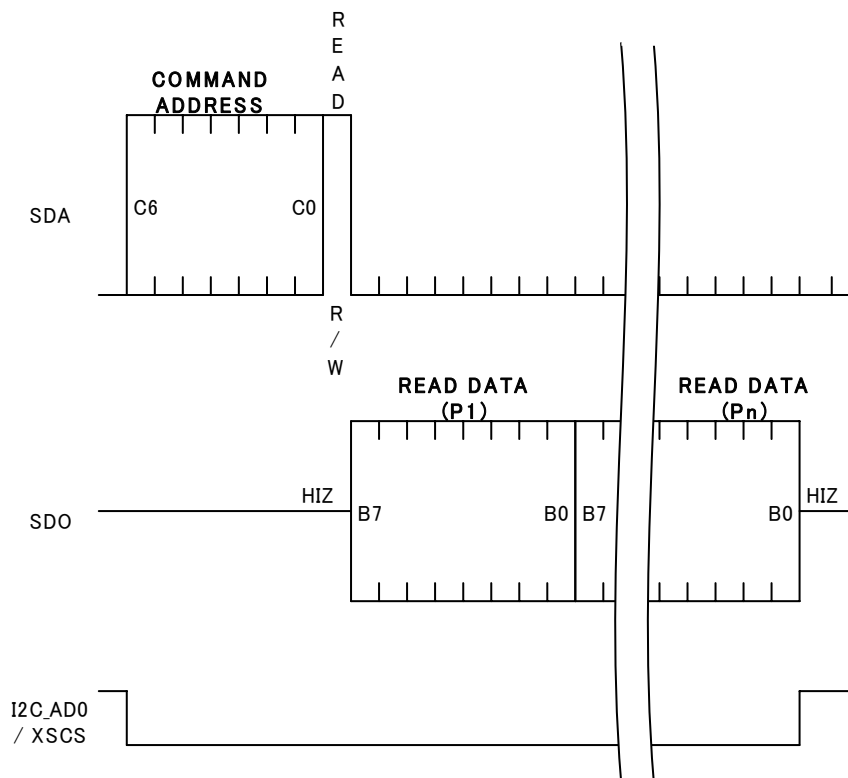 READ
COMMAND
ADDRESS
SDA
C6
C0
R/W
READ DATA
(P1)
READ DATA
(Pn)
SDO
HIZ
B7
B0
B7
B0
HIZ
I2C_AD0
/ XSCS